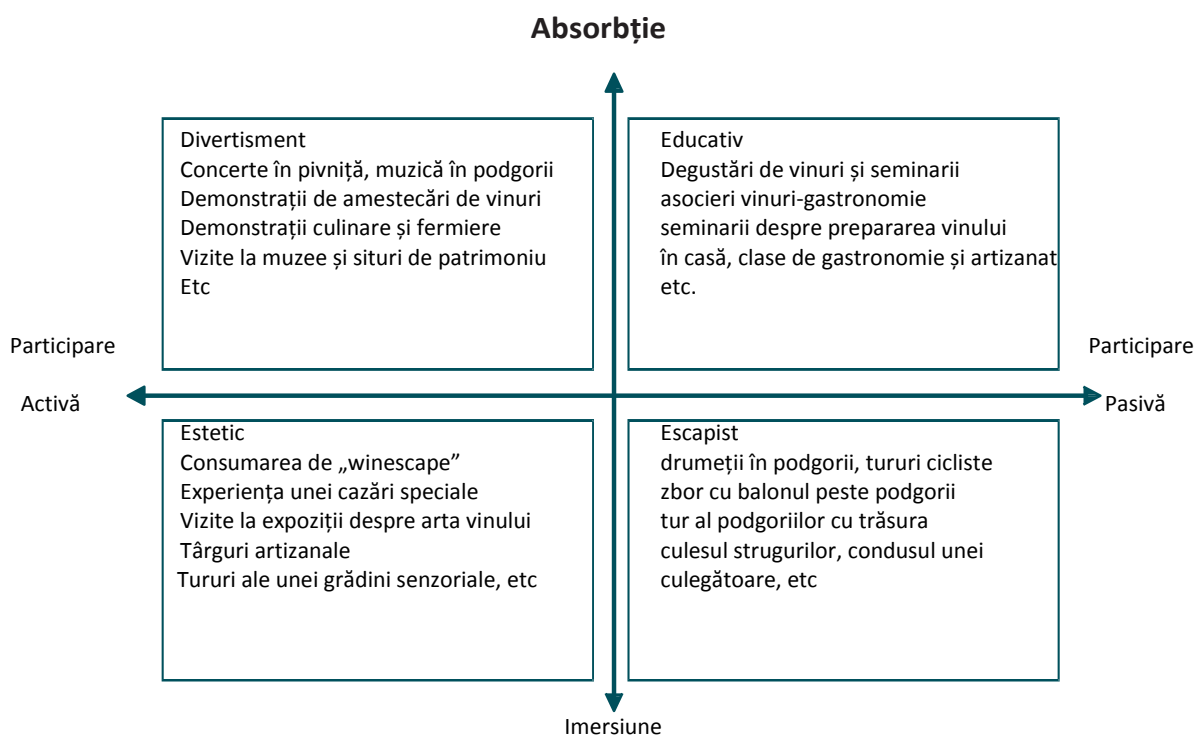 Absorbție
Divertisment
Concerte în pivniță, muzică în podgorii
Demonstrații de amestecări de vinuri
Demonstrații culinare și fermiere
Vizite la muzee și situri de patrimoniu
Etc
Educativ
Degustări de vinuri și seminarii
asocieri vinuri-gastronomie
seminarii despre prepararea vinului
în casă, clase de gastronomie și artizanat
etc.
Participare
Activă
Participare
Pasivă
Estetic
Consumarea de „winescape”
Experiența unei cazări speciale
Vizite la expoziții despre arta vinului
Târguri artizanale
Tururi ale unei grădini senzoriale, etc
Escapist
drumeții în podgorii, tururi cicliste
zbor cu balonul peste podgorii
tur al podgoriilor cu trăsura
culesul strugurilor, condusul unei
culegătoare, etc
Imersiune